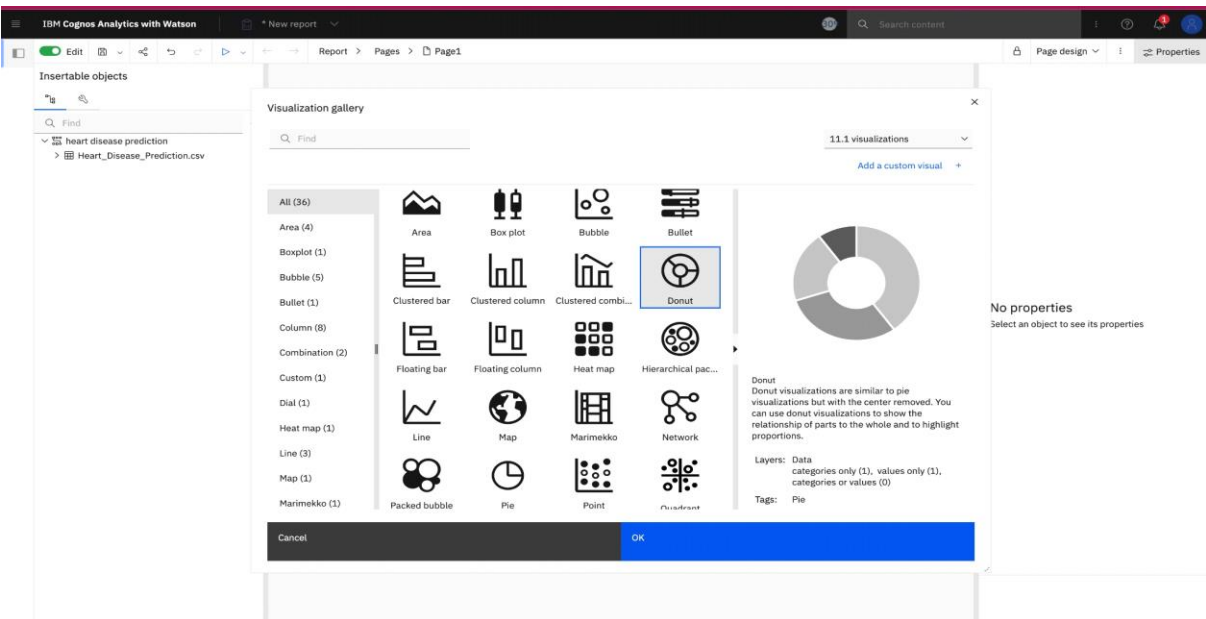 IBM Cognos Analytics with Watson
* New report
Search content
Edit
Report > Pages > Page1
Page design
Properties
Insertable objects
Find
heart disease prediction
Heart_Disease_Prediction.csv
Visualization gallery
Find
11.1 visualizations
Add a custom visual +
All (36)
Area (4)
Boxplot (1)
Bubble (5)
Bullet (1)
Column (8)
Combination (2)
Custom (1)
Dial (1)
Heat map (1)
Line (3)
Map (1)
Marimekko (1)
Area
Box plot
Bubble
Bullet
Clustered bar
Clustered column
Clustered combi...
Donut
Floating bar
Floating column
Heat map
Hierarchical pac...
Line
Map
Marimekko
Network
Packed bubble
Pie
Point
Quadrant
Donut
Donut visualizations are similar to pie
visualizations but with the center removed. You
can use donut visualizations to show the
relationship of parts to the whole and to highlight
proportions.
Layers: Data
categories only (1), values only (1),
categories or values (0)
Tags: Pie
Cancel
OK
No properties
Select an object to see its properties